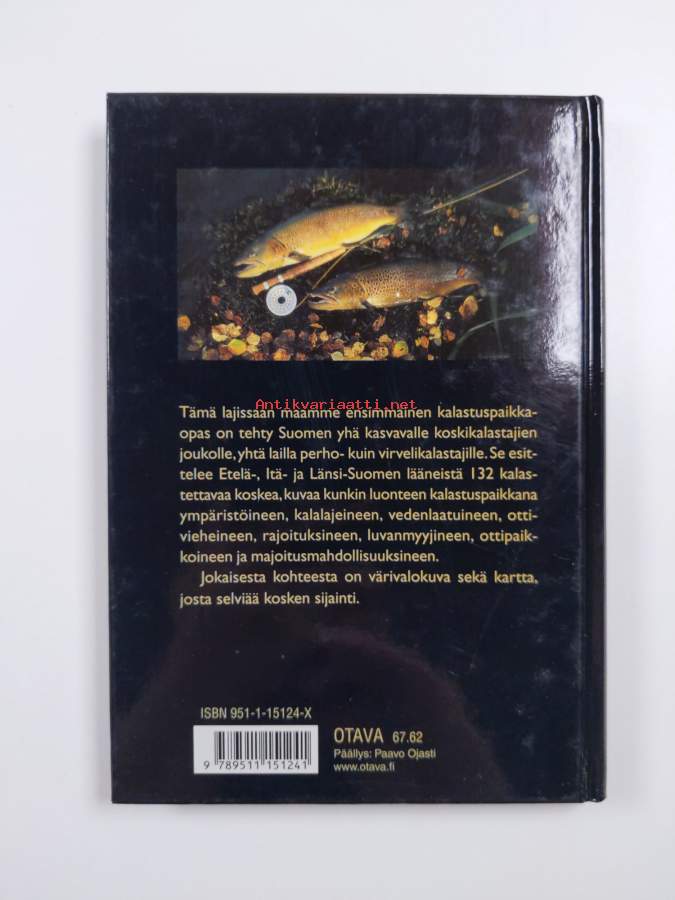 Antikvariaatti.net
Tämä lajissaan maamme ensimmäinen kalastuspaikka-
opas on tehty Suomen yhä kasvavalle koskikalastajien
joukolle, yhtä lailla perho- kuin virvelikalastajille. Se esit-
telee Etelä-, Itä- ja Länsi-Suomen lääneistä 132 kalas-
tettavaa koskea, kuvaa kunkin luonteen kalastuspaikkana
ympäristöineen, kalalajeineen, vedenlaatuineen, otti-
vieheineen, rajoituksineen, luvanmyyjineen, ottipaik-
koineen ja majoitusmahdollisuuksineen.
Jokaisesta kohteesta on värivalokuva sekä kartta,
josta selviää kosken sijainti.
ISBN 951-1-15124-X
9 789511 151241
OTAVA 67.62
Päällys: Paavo Ojasti
www.otava.fi